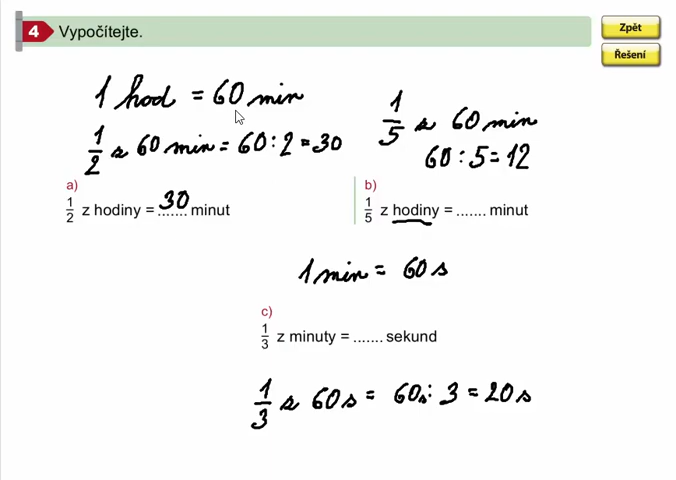 4 Vypočítejte.
Zpět
Řešení
1 hod = 60 min
1/2 z 60 min = 60 : 2 = 30
1/5 z 60 min
60 : 5 = 12
a)
1/2 z hodiny = 30 ....... minut
b)
1/5 z hodiny = ....... minut
1 min = 60 s
c)
1/3 z minuty = ....... sekund
1/3 z 60 s = 60s : 3 = 20 s